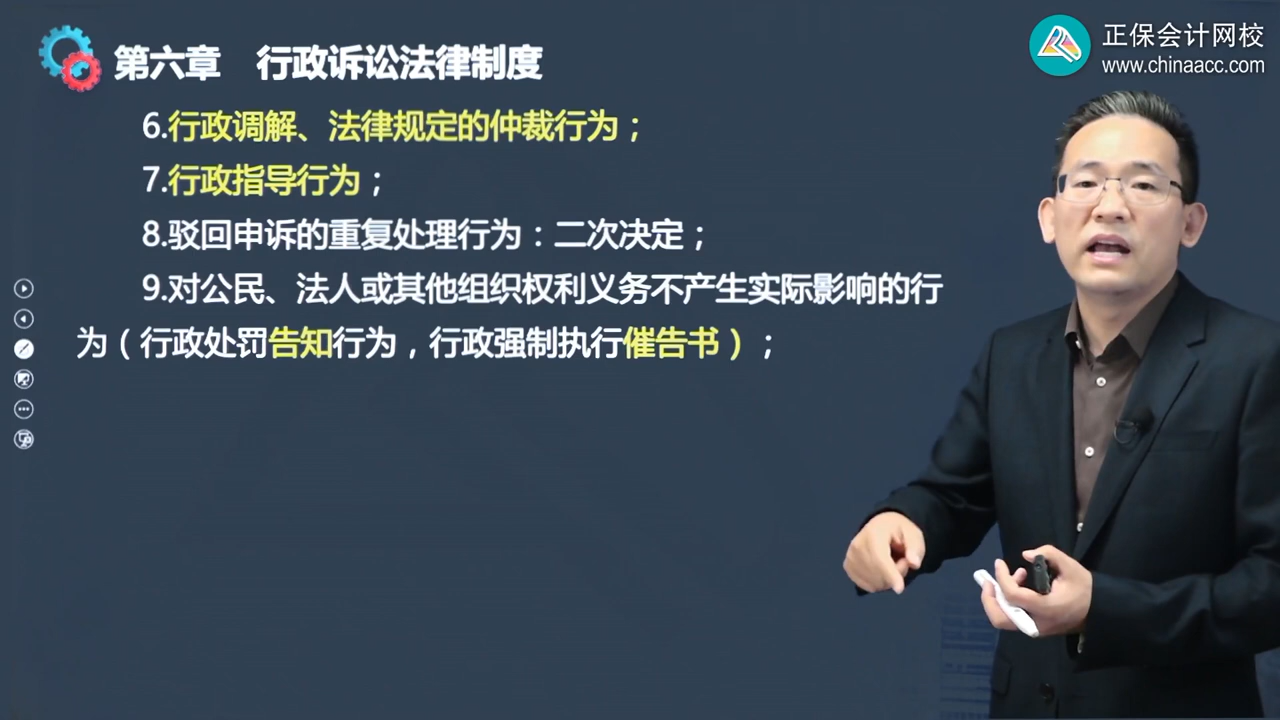 第六章 行政诉讼法律制度
正保会计网校
www.chinaacc.com
6.行政调解、法律规定的仲裁行为；
7.行政指导行为；
8.驳回申诉的重复处理行为：二次决定；
9.对公民、法人或其他组织权利义务不产生实际影响的行
为（行政处罚告知行为，行政强制执行催告书）；